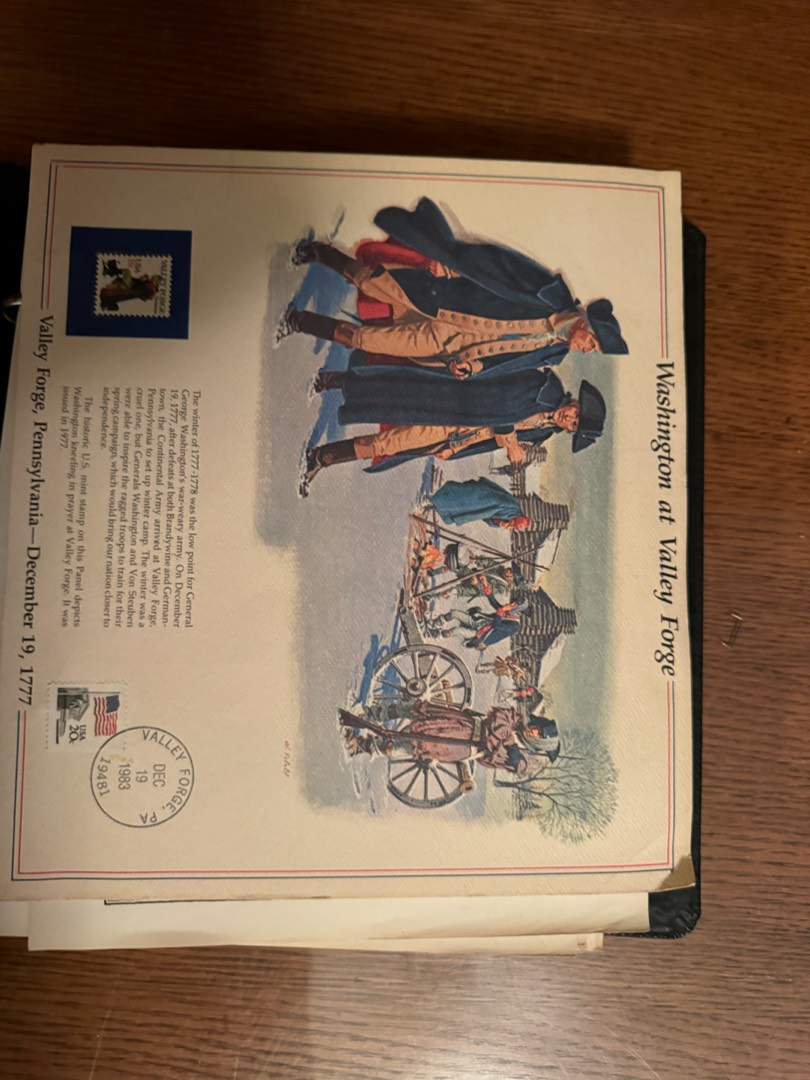 Washington at Valley Forge
The winter of 1777-1778 was the low point for General
George Washington's war-weary army. On December
19, 1777, after defeats at both Brandywine and German-
town, the Continental Army arrived at Valley Forge,
Pennsylvania to set up winter camp. The winter was a
cruel one, but Generals Washington and Von Steuben
were able to inspire the ragged troops to train for their
spring campaign, which would bring our nation closer to
independence.
The historic U.S. mint stamp on this Panel depicts
Washington kneeling in prayer at Valley Forge. It was
issued in 1977.
VALLEY FORGE
USA
USA
20c
VALLEY FORGE, PA
DEC
19
1983
19481
Valley Forge, Pennsylvania—December 19, 1777